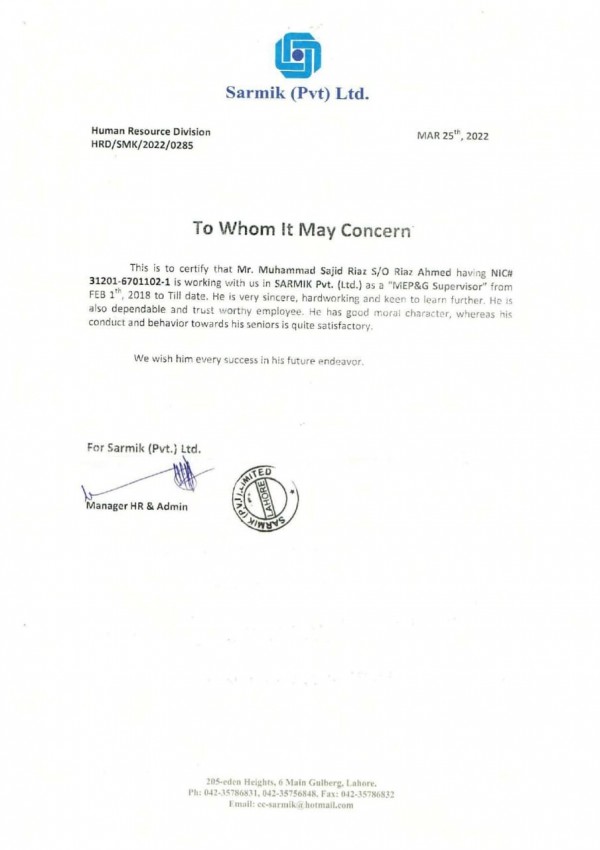 Sarmik (Pvt) Ltd.
Human Resource Division
HRD/SMK/2022/0285
MAR 25th, 2022
To Whom It May Concern
This is to certify that Mr. Muhammad Sajid Riaz S/O Riaz Ahmed having NIC#
31201-6701102-1 is working with us in SARMIK Pvt. (Ltd.) as a “MEP&G Supervisor” from
FEB 1th, 2018 to Till date. He is very sincere, hardworking and keen to learn further. He is
also dependable and trust worthy employee. He has good moral character, whereas his
conduct and behavior towards his seniors is quite satisfactory.
We wish him every success in his future endeavor.
For Sarmik (Pvt.) Ltd.
Manager HR & Admin
SARMIK (PVT) LIMITED
LAHORE
205-eden Heights, 6 Main Gulberg, Lahore.
Ph: 042-35786831, 042-35756848, Fax: 042-35786832
Email: cc-sarmik@hotmail.com